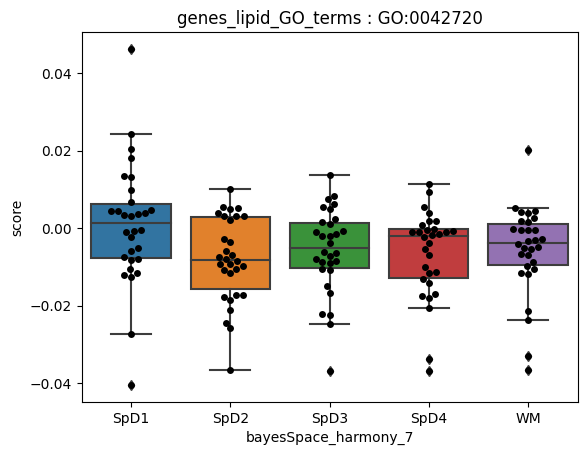 genes_lipid_GO_terms : GO:0042720
0.04
0.02
0.00
−0.02
−0.04
score
SpD1 SpD2 SpD3 SpD4 WM
bayesSpace_harmony_7